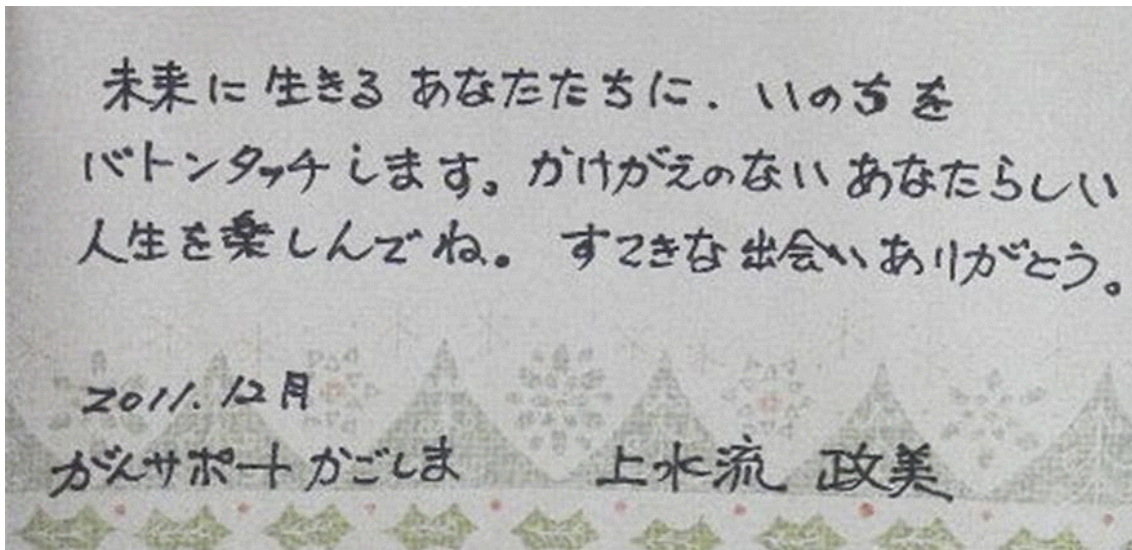 未来に生きるあなたたちに、いのちを
バトンタッチします。かけがえのないあなたらしい
人生を楽しんでね。すてきな出会いありがとう。
2011.12月
がんサポートかごしま 上水流 政美